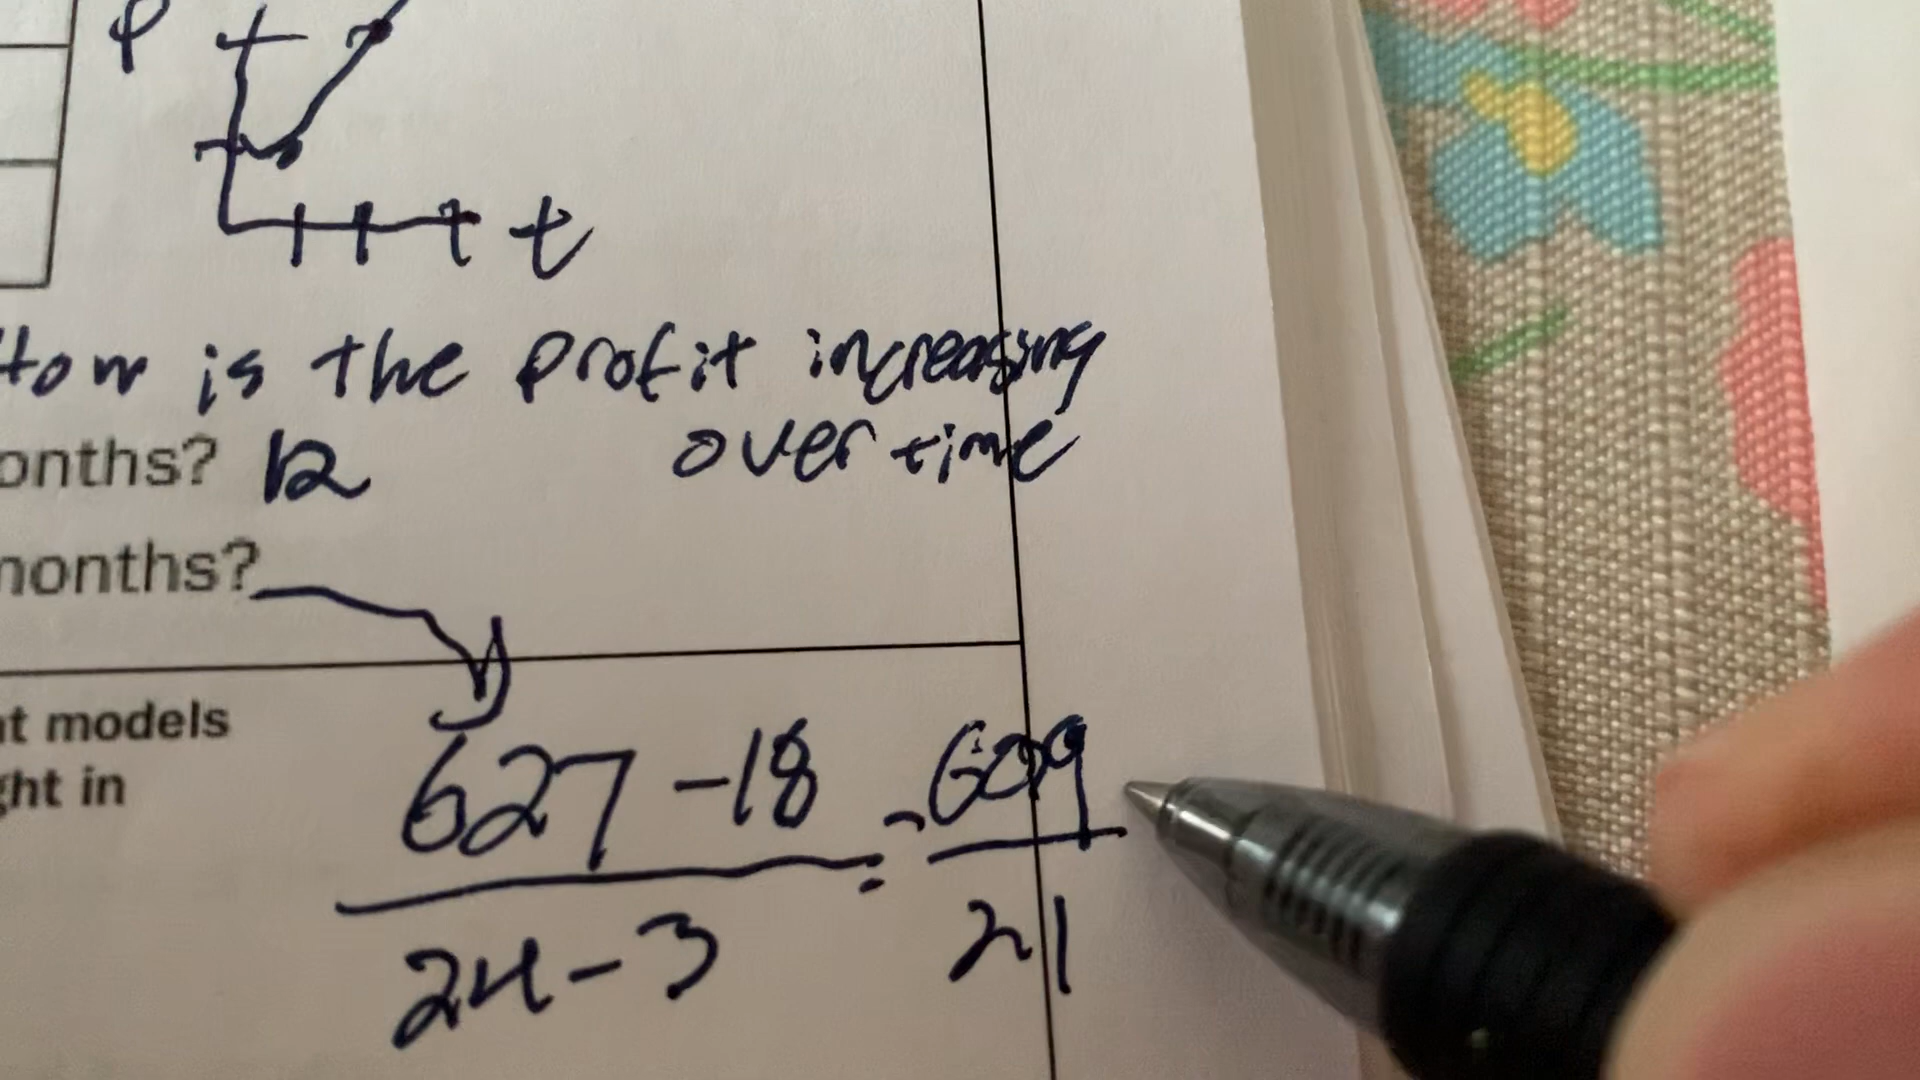 P
t
How is the profit increasing
over time
onths? 12
months?
nt models
ght in
627 - 18 = 609
24 - 3 21